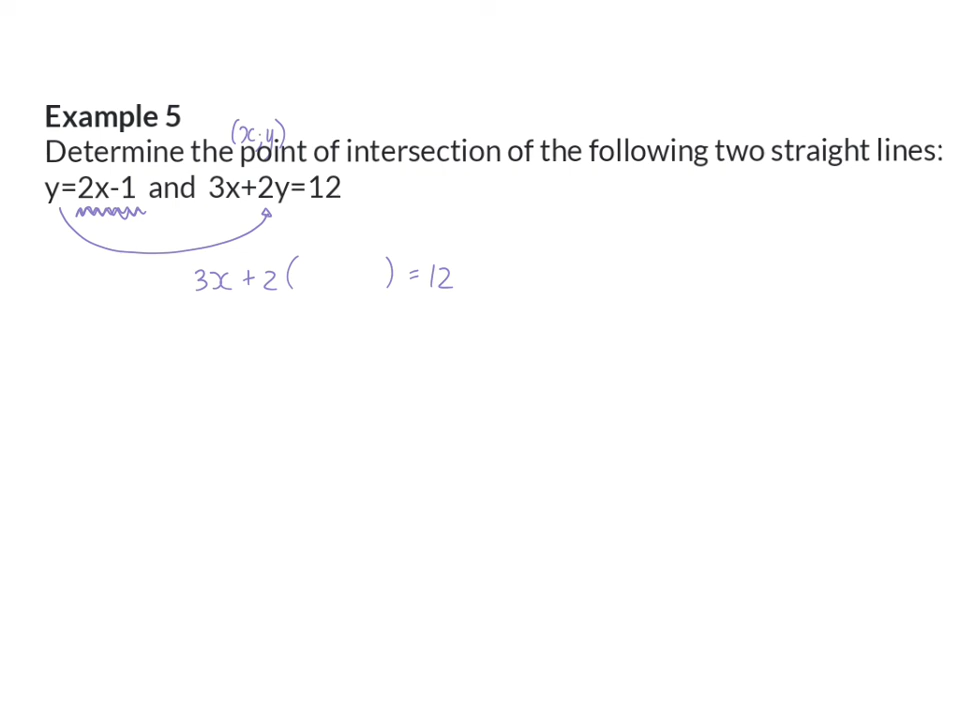 Example 5
(x;y)
Determine the point of intersection of the following two straight lines:
y=2x-1 and 3x+2y=12
3x + 2( ) = 12